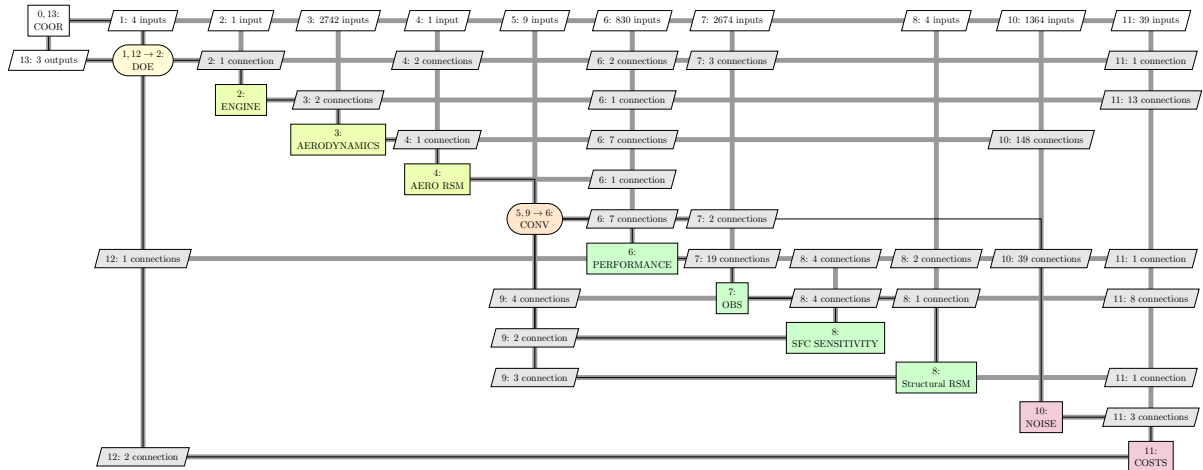 0, 13:
COOR
1: 4 inputs
2: 1 input
3: 2742 inputs
4: 1 input
5: 9 inputs
6: 830 inputs
7: 2674 inputs
8: 4 inputs
10: 1364 inputs
11: 39 inputs
13: 3 outputs
1, 12 → 2:
DOE
2: 1 connection
4: 2 connections
6: 2 connections
7: 3 connections
11: 1 connection
2:
ENGINE
3: 2 connections
6: 1 connection
11: 13 connections
3:
AERODYNAMICS
4: 1 connection
6: 7 connections
10: 148 connections
4:
AERO RSM
6: 1 connection
5, 9 → 6:
CONV
6: 7 connections
7: 2 connections
12: 1 connections
6:
PERFORMANCE
7: 19 connections
8: 4 connections
8: 2 connections
10: 39 connections
11: 1 connection
9: 4 connections
7:
OBS
8: 4 connections
8: 1 connection
11: 8 connections
9: 2 connection
8:
SFC SENSITIVITY
9: 3 connection
8:
Structural RSM
11: 1 connection
10:
NOISE
11: 3 connections
12: 2 connection
11:
COSTS